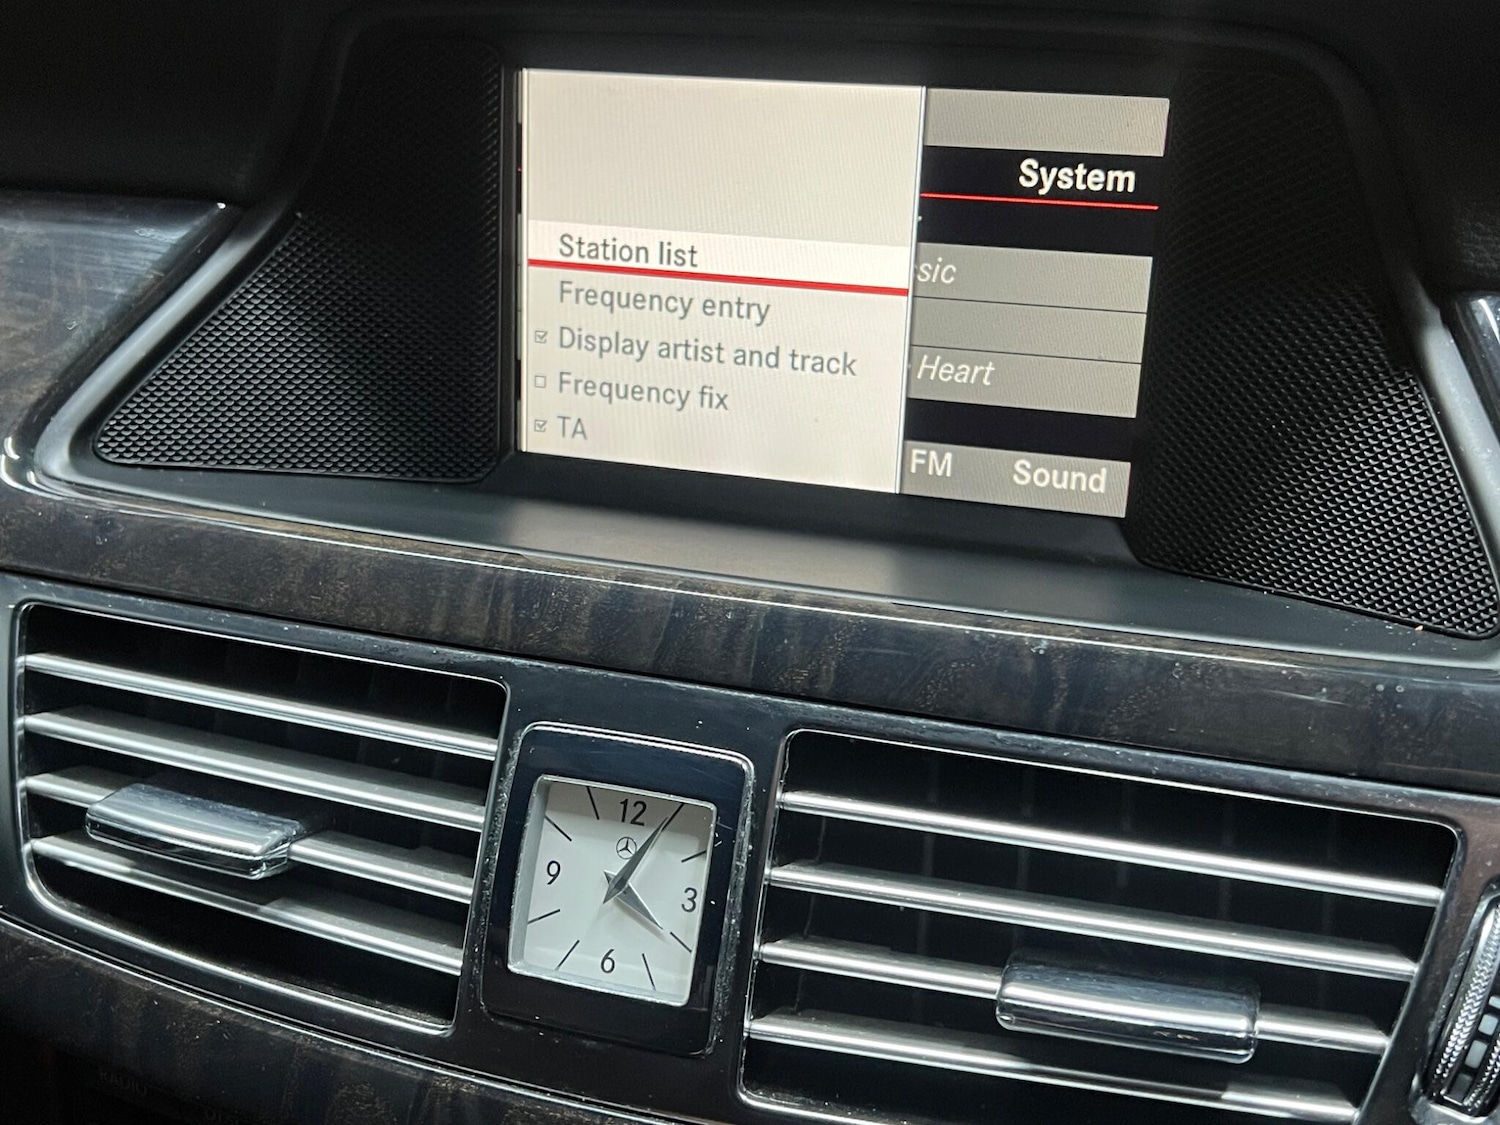 System
Station list
sic
Frequency entry
Display artist and track
Heart
Frequency fix
TA
FM
Sound
12
9
3
6
RADIO